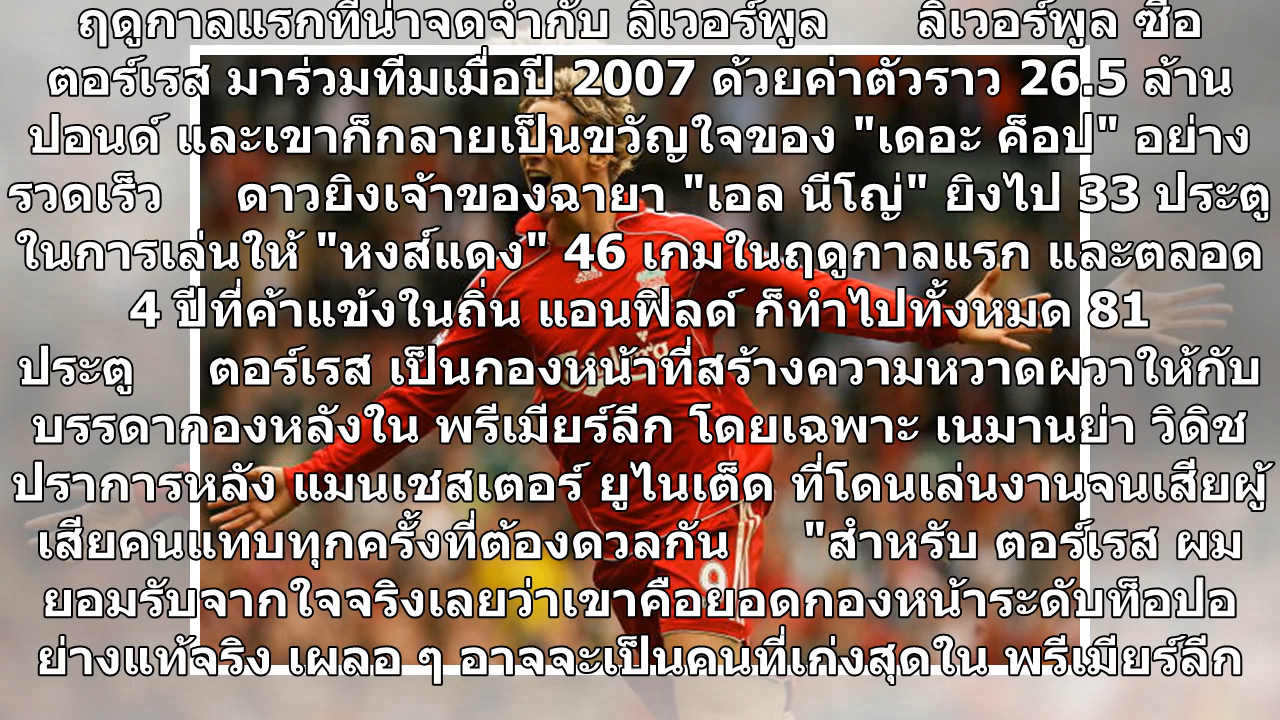 ฤดูกาลแรกที่น่าจดจำกับ ลิเวอร์พูล ลิเวอร์พูล ซื้อ
ตอร์เรส มาร่วมทีมเมื่อปี 2007 ด้วยค่าตัวราว 26.5 ล้าน
ปอนด์ และเขาก็กลายเป็นขวัญใจของ "เดอะ ค็อป" อย่าง
รวดเร็ว ดาวยิงเจ้าของฉายา "เอล นีโญ่" ยิงไป 33 ประตู
ในการเล่นให้ "หงส์แดง" 46 เกมในฤดูกาลแรก และตลอด
4 ปีที่ค้าแข้งในถิ่น แอนฟิลด์ ก็ทำไปทั้งหมด 81
ประตู ตอร์เรส เป็นกองหน้าที่สร้างความหวาดผวาให้กับ
บรรดากองหลังใน พรีเมียร์ลีก โดยเฉพาะ เนมานย่า วิดิช
ปราการหลัง แมนเชสเตอร์ ยูไนเต็ด ที่โดนเล่นงานจนเสียผู้
เสียคนแทบทุกครั้งที่ต้องดวลกัน "สำหรับ ตอร์เรส ผม
ยอมรับจากใจจริงเลยว่าเขาคือยอดกองหน้าระดับท็อปอ
ย่างแท้จริง เผลอ ๆ อาจจะเป็นคนที่เก่งสุดใน พรีเมียร์ลีก
Carlsberg
9